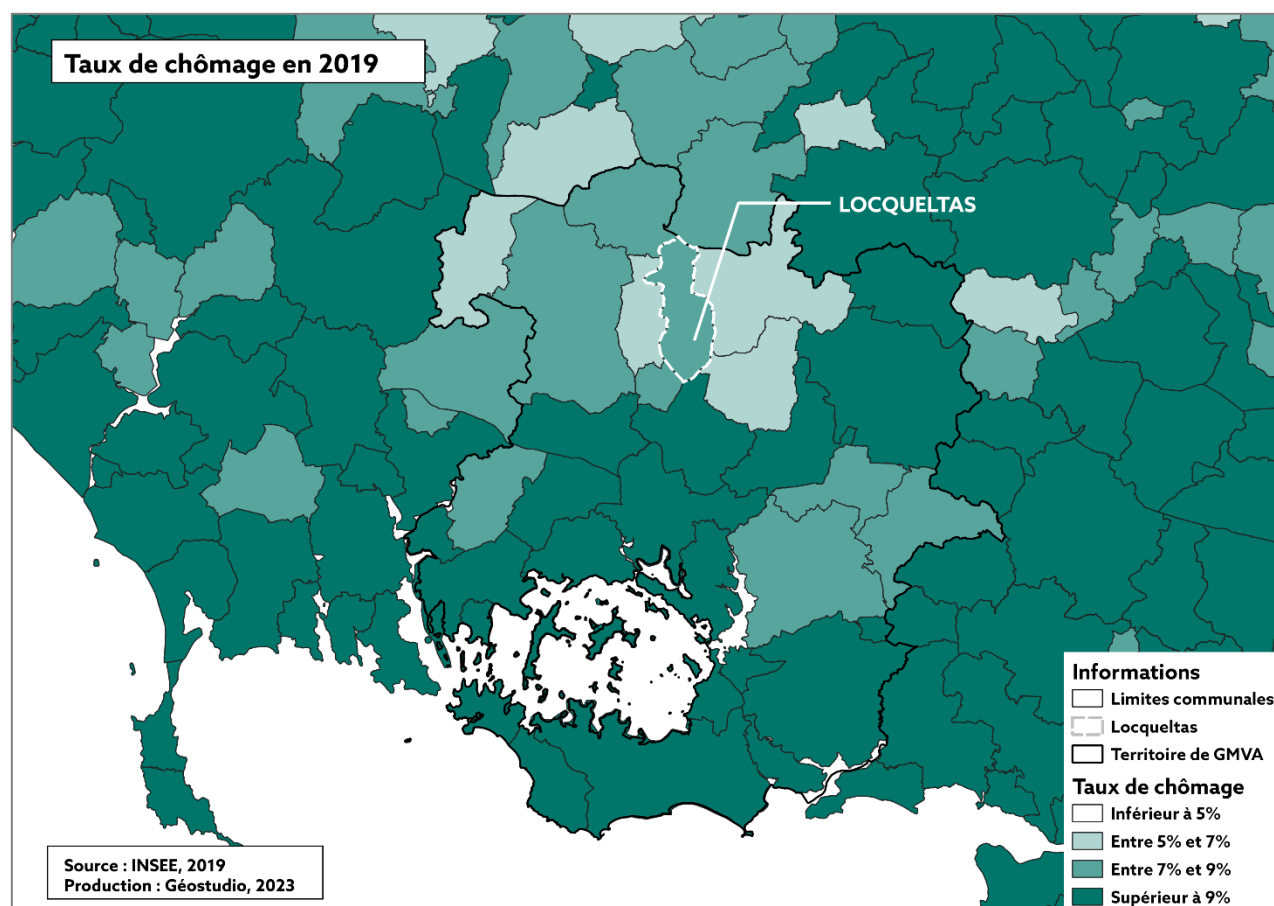 Taux de chômage en 2019
LOCQUELTAS
Informations
Limites communales
Locqueltas
Territoire de GMVA
Taux de chômage
Inférieur à 5%
Entre 5% et 7%
Entre 7% et 9%
Supérieur à 9%
Source : INSEE, 2019
Production : Géostudio, 2023